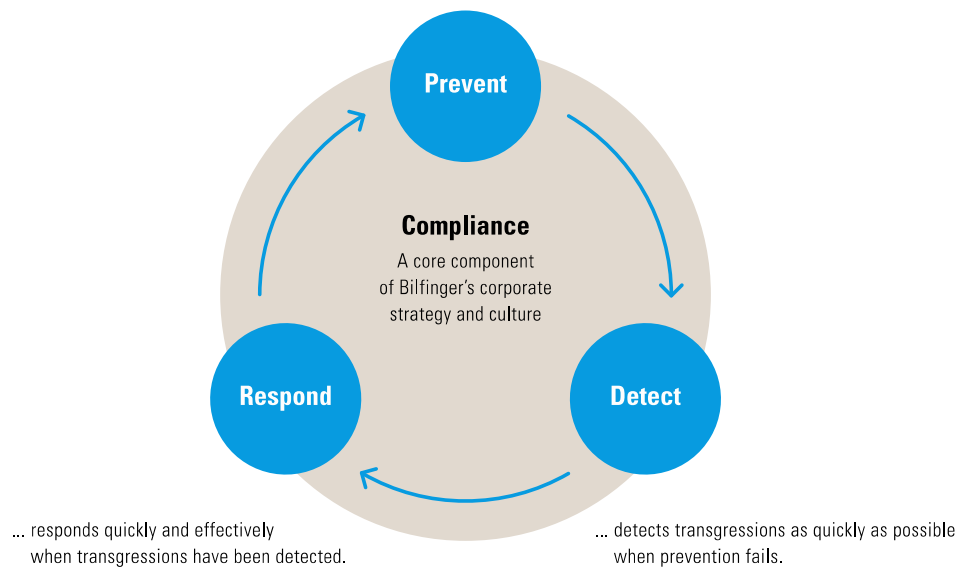 Prevent
Compliance
A core component
of Bilfinger’s corporate
strategy and culture
Respond
Detect
... responds quickly and effectively
when transgressions have been detected.
... detects transgressions as quickly as possible
when prevention fails.